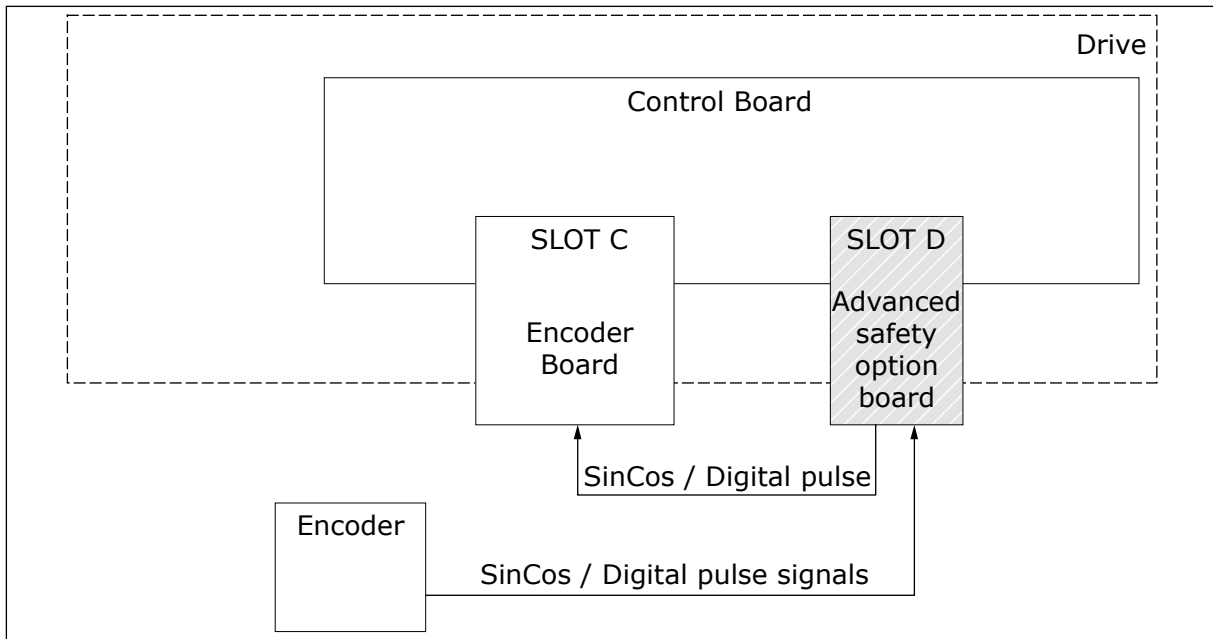 Drive
Control Board
SLOT C
Encoder
Board
SLOT D
Advanced
safety
option
board
SinCos / Digital pulse
Encoder
SinCos / Digital pulse signals